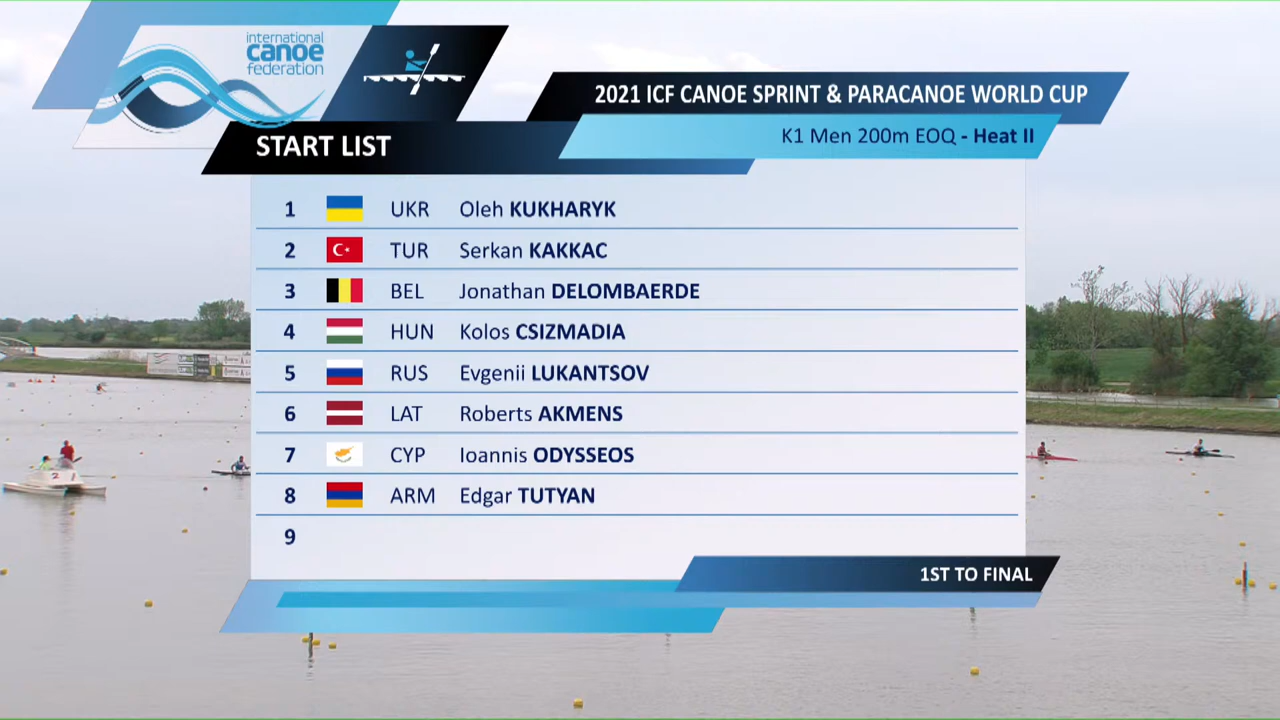 international
canoe
federation
2021 ICF CANOE SPRINT & PARACANOE WORLD CUP
START LIST
K1 Men 200m EOQ - Heat II
1 UKR Oleh KUKHARYK
2 TUR Serkan KAKKAC
3 BEL Jonathan DELOMBAERDE
4 HUN Kolos CSIZMADIA
5 RUS Evgenii LUKANTSOV
6 LAT Roberts AKMENS
7 CYP Ioannis ODYSSEOS
8 ARM Edgar TUTYAN
9
1ST TO FINAL